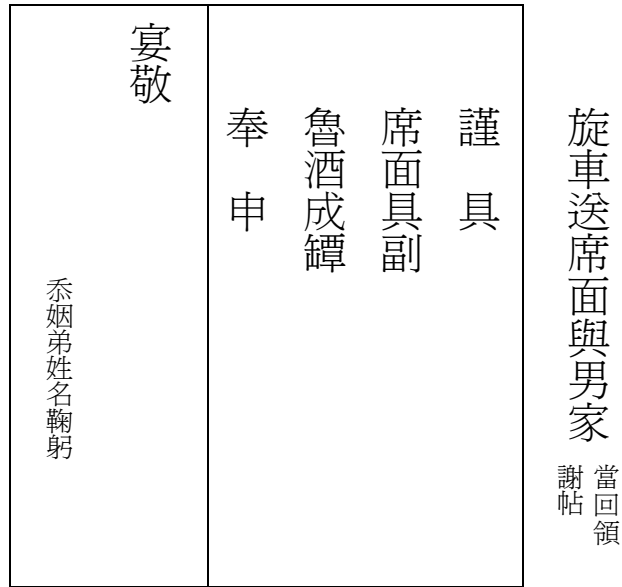 旋車送席面與男家
當回領
謝帖
謹具
席面具副
魯酒成罈
奉申
宴敬
忝姻弟姓名鞠躬